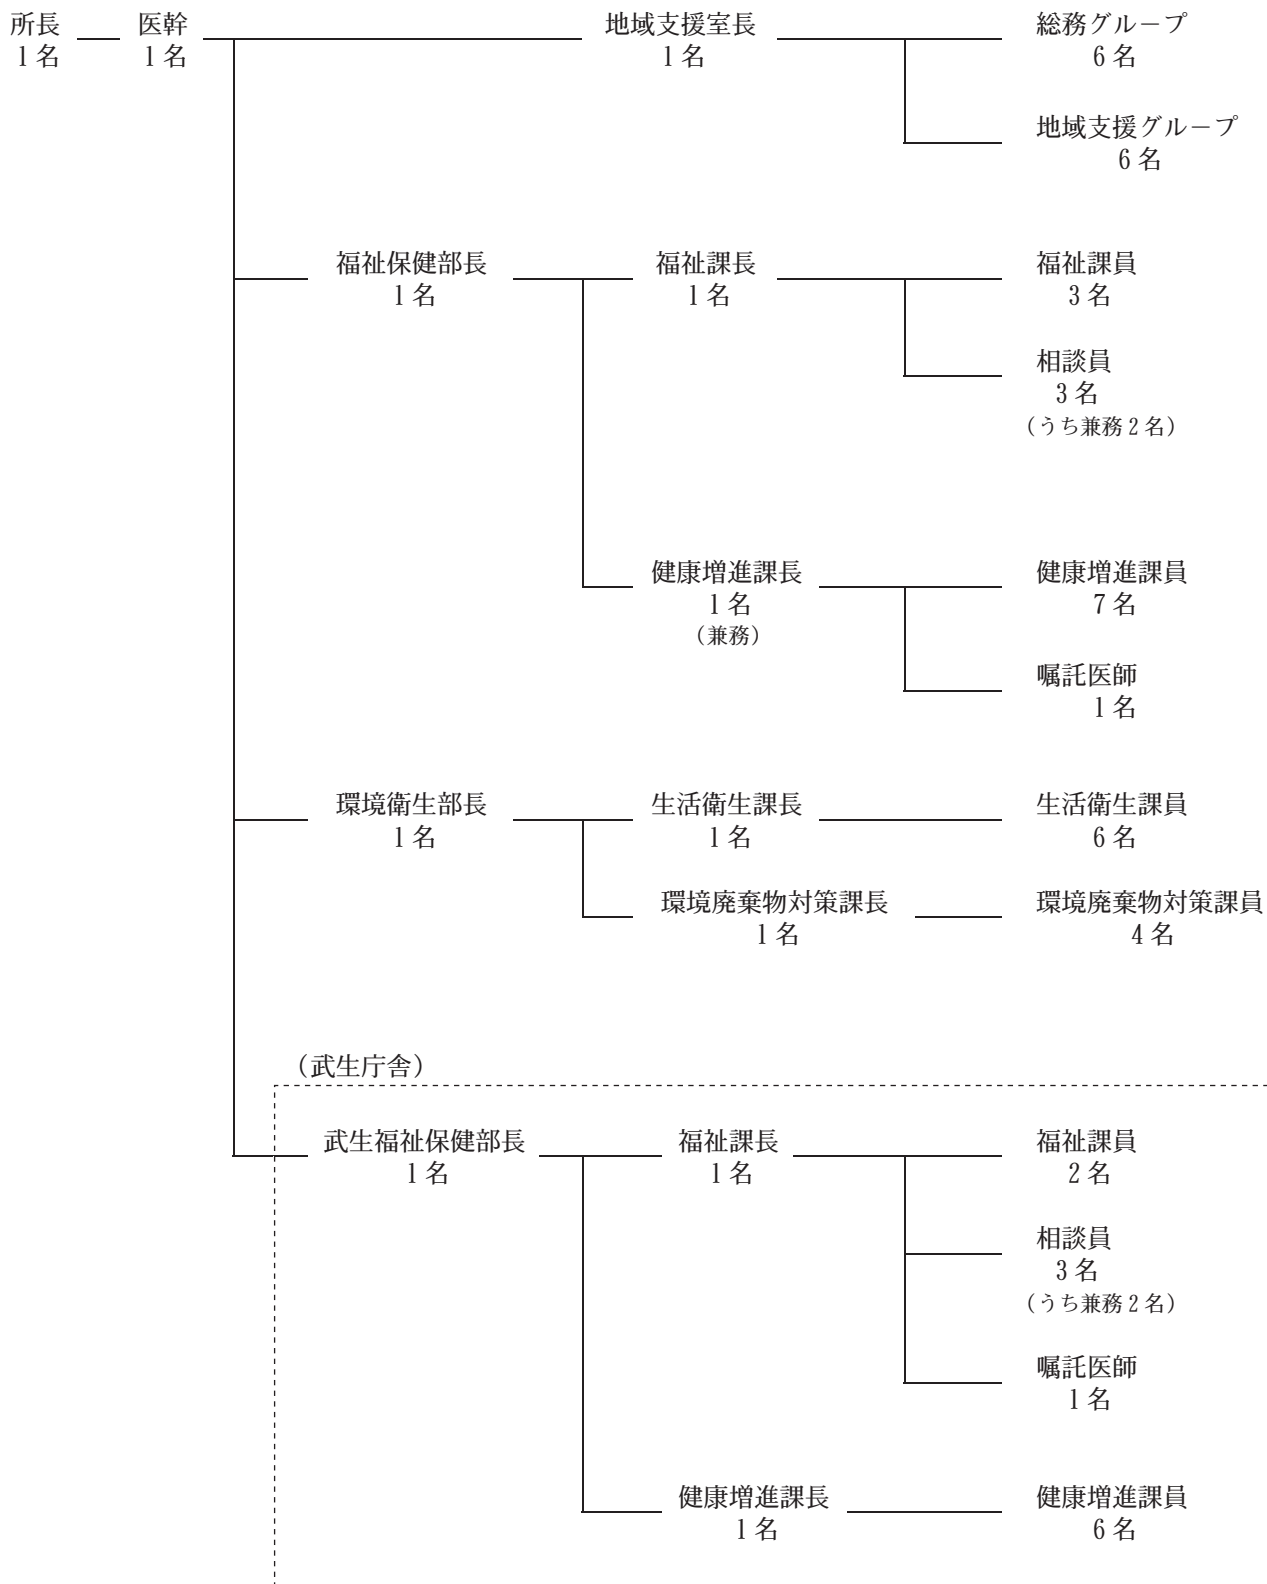 所長
1名
医幹
1名
地域支援室長
1名
総務グループ
6名
地域支援グループ
6名
福祉保健部長
1名
福祉課長
1名
福祉課員
3名
相談員
3名
（うち兼務2名）
健康増進課長
1名
（兼務）
健康増進課員
7名
嘱託医師
1名
環境衛生部長
1名
生活衛生課長
1名
生活衛生課員
6名
環境廃棄物対策課長
1名
環境廃棄物対策課員
4名
（武生庁舎）
武生福祉保健部長
1名
福祉課長
1名
福祉課員
2名
相談員
3名
（うち兼務2名）
嘱託医師
1名
健康増進課長
1名
健康増進課員
6名